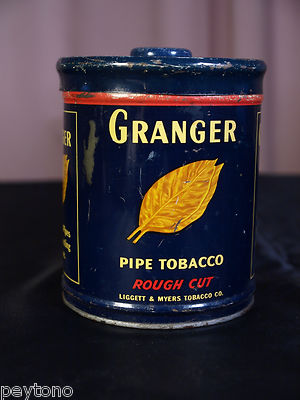 GRANGER
PIPE TOBACCO
ROUGH CUT
LIGGETT & MYERS TOBACCO CO.
peytono